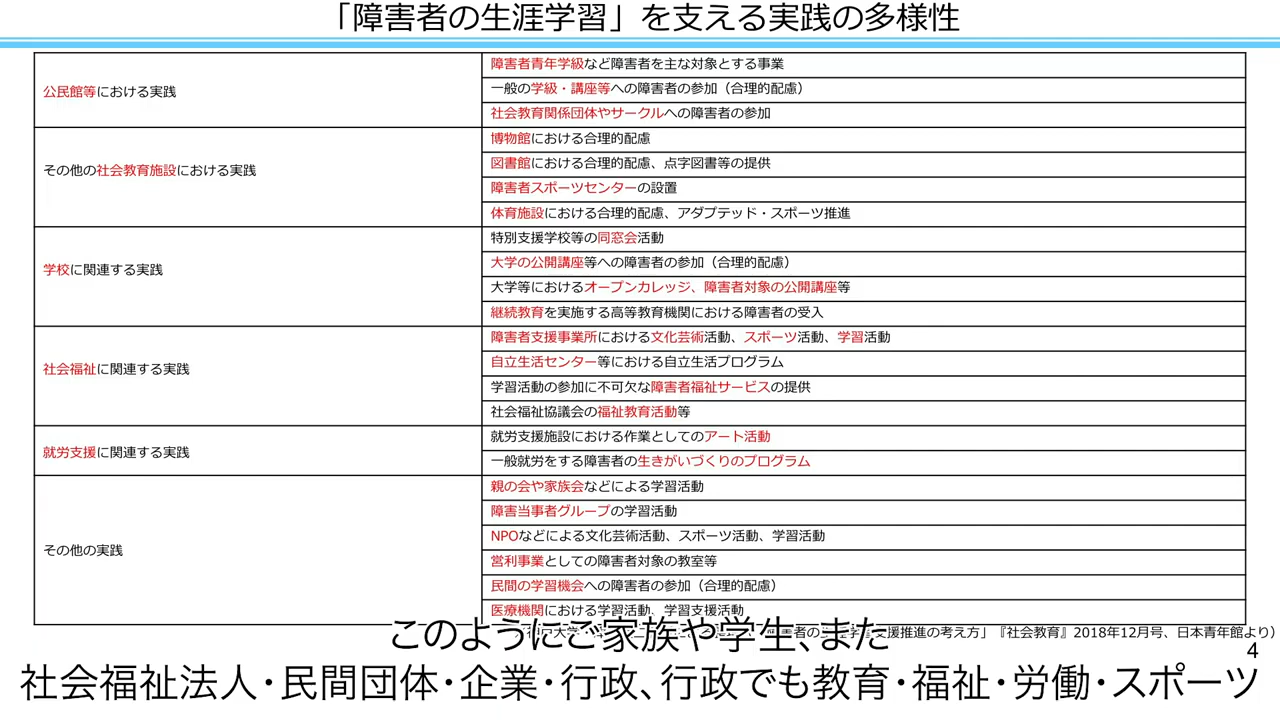 「障害者の生涯学習」を支える実践の多様性
公民館等における実践
障害者青年学級など障害者を主な対象とする事業
一般の学級・講座等への障害者の参加（合理的配慮）
社会教育関係団体やサークルへの障害者の参加
その他の社会教育施設における実践
博物館における合理的配慮
図書館における合理的配慮、点字図書等の提供
障害者スポーツセンターの設置
体育施設における合理的配慮、アダプテッド・スポーツ推進
学校に関連する実践
特別支援学校等の同窓会活動
大学の公開講座等への障害者の参加（合理的配慮）
大学等におけるオープンカレッジ、障害者対象の公開講座等
継続教育を実施する高等教育機関における障害者の受入
社会福祉に関連する実践
障害者支援事業所における文化芸術活動、スポーツ活動、学習活動
自立生活センター等における自立生活プログラム
学習活動の参加に不可欠な障害者福祉サービスの提供
社会福祉協議会の福祉教育活動等
就労支援に関連する実践
就労支援施設における作業としてのアート活動
一般就労をする障害者の生きがいづくりのプログラム
その他の実践
親の会や家族会などによる学習活動
障害当事者グループの学習活動
NPOなどによる文化芸術活動、スポーツ活動、学習活動
営利事業としての障害者対象の教室等
民間の学習機会への障害者の参加（合理的配慮）
医療機関における学習活動、学習支援活動
支援推進の考え方」『社会教育』2018年12月号、日本青年館より）
4
このようにご家族や学生、また
社会福祉法人・民間団体・企業・行政、行政でも教育・福祉・労働・スポーツ